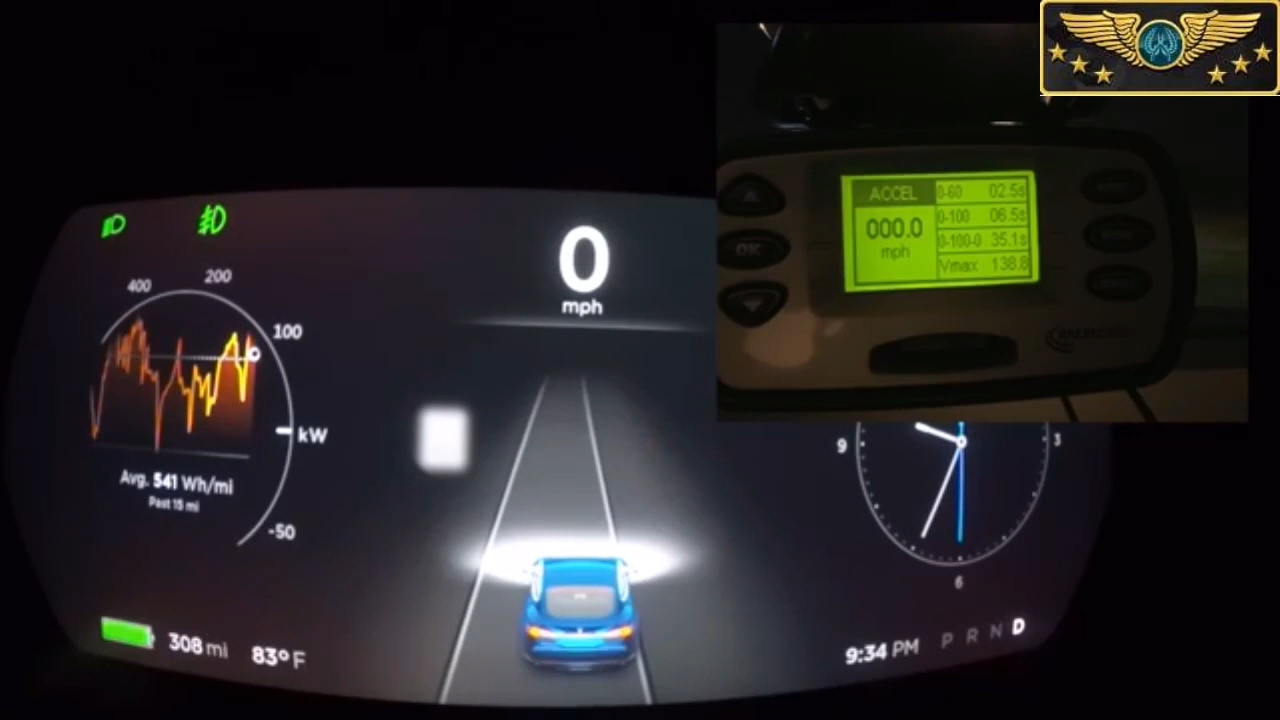 400 200
100
kW
-50
Avg. 541 Wh/mi
Past 15 mi
308 mi 83° F
0
mph
ACCEL
000.0
mph
0-60 02.5s
0-100 06.5s
0-100-0 35.1s
Vmax 138.8
OK
9 3
6
9:34 PM P R N D